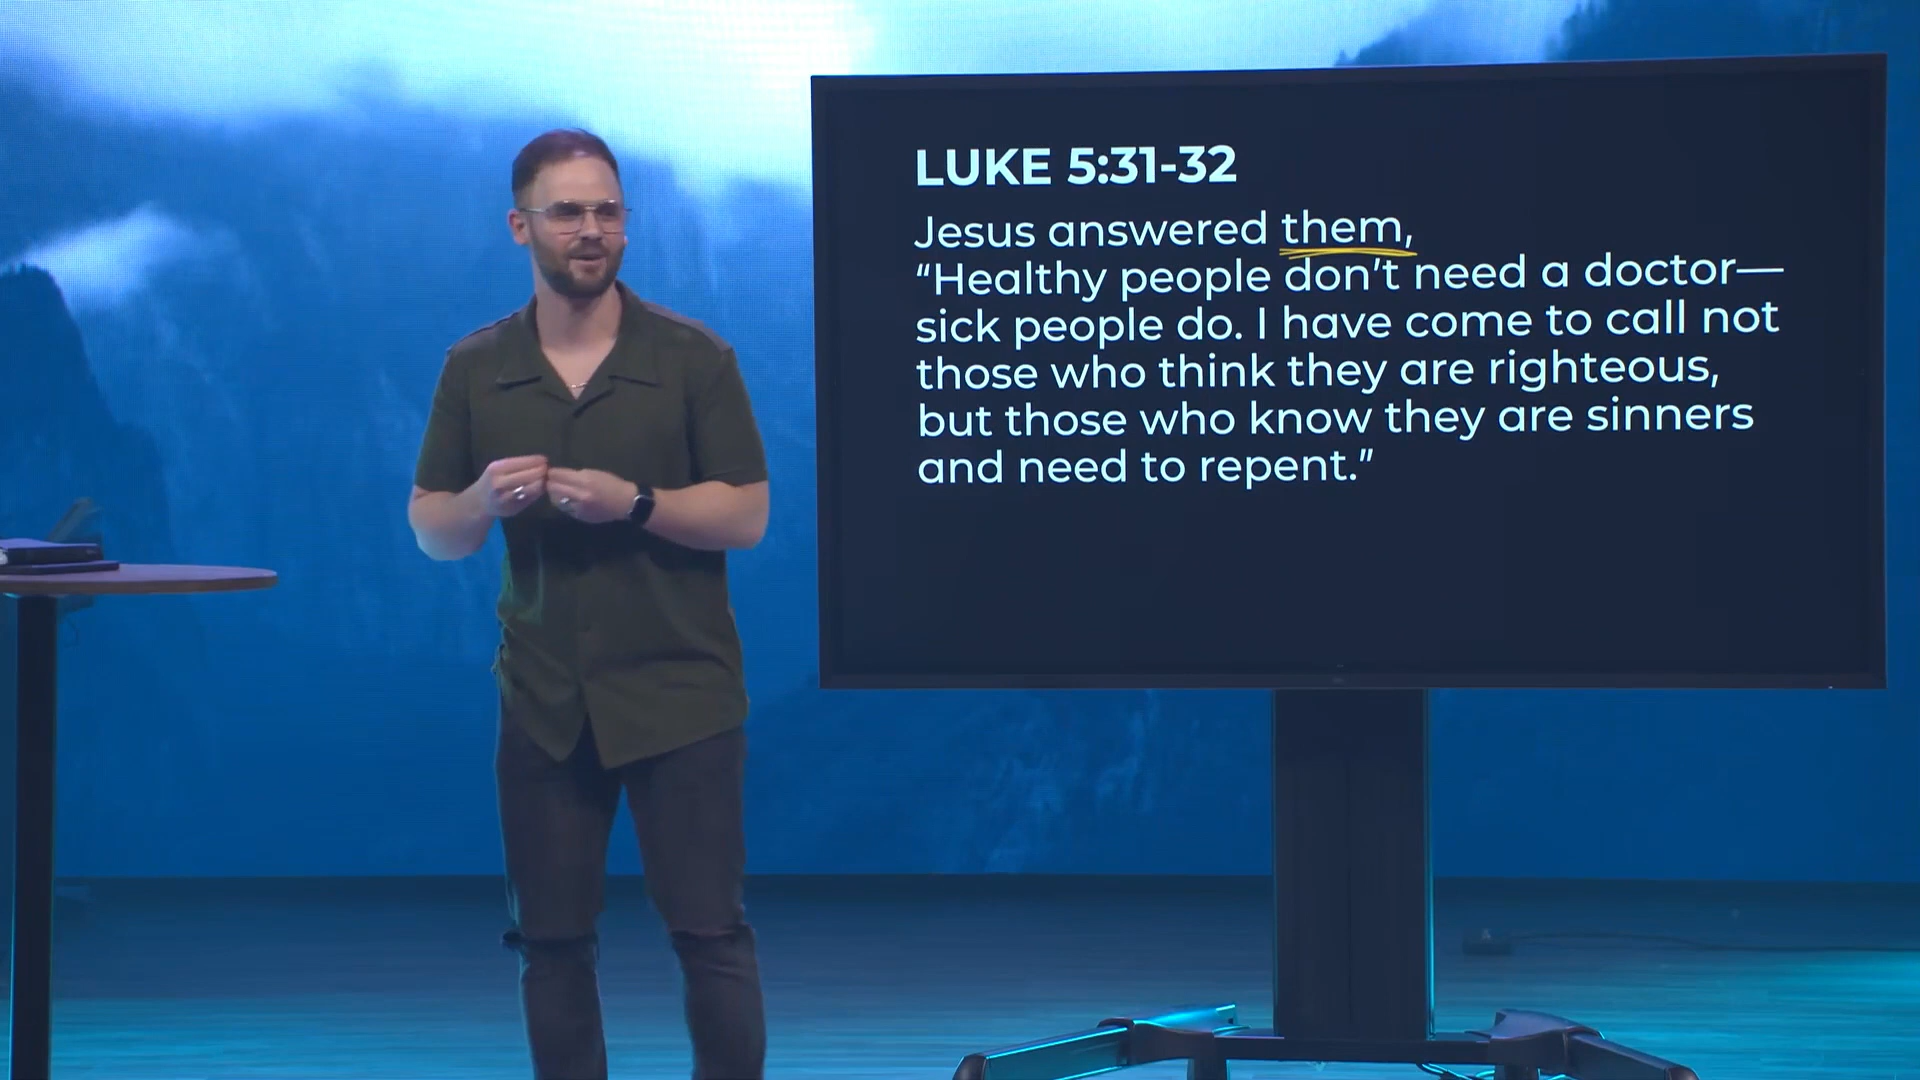 LUKE 5:31-32
Jesus answered them,
“Healthy people don’t need a doctor—
sick people do. I have come to call not
those who think they are righteous,
but those who know they are sinners
and need to repent.”